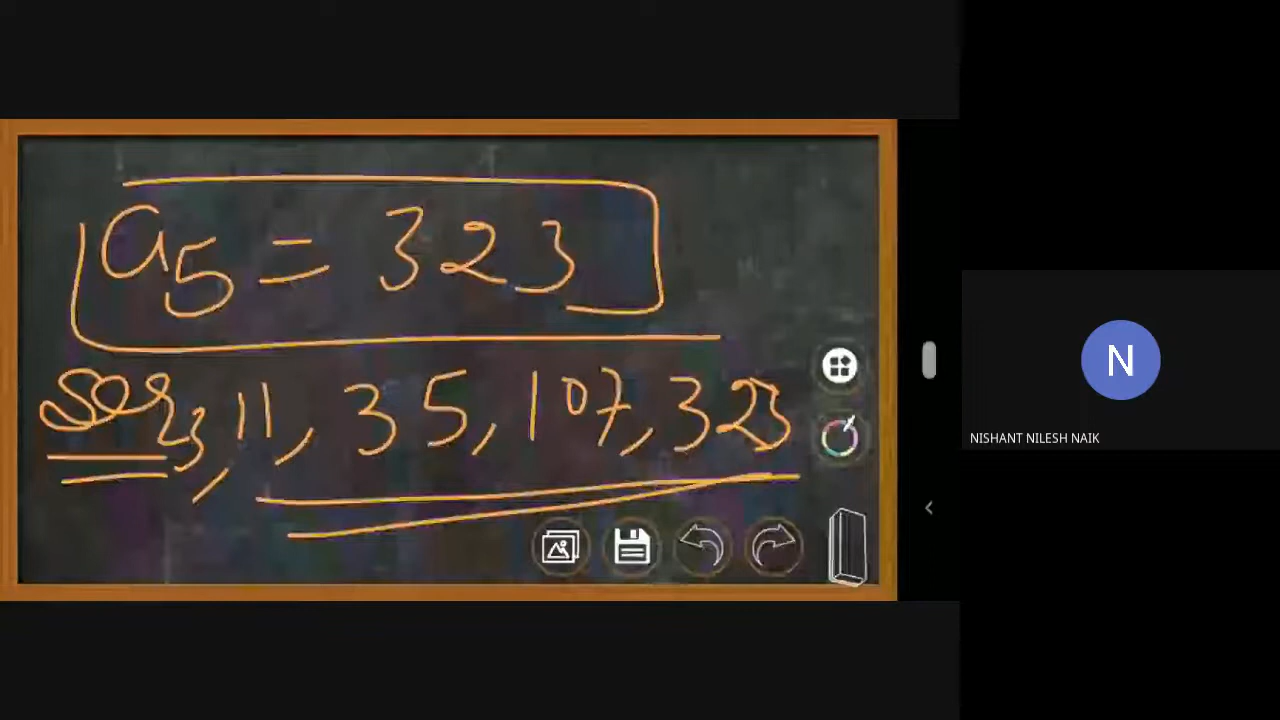 a5 = 323
3, 11, 35, 107, 323
N
NISHANT NILESH NAIK